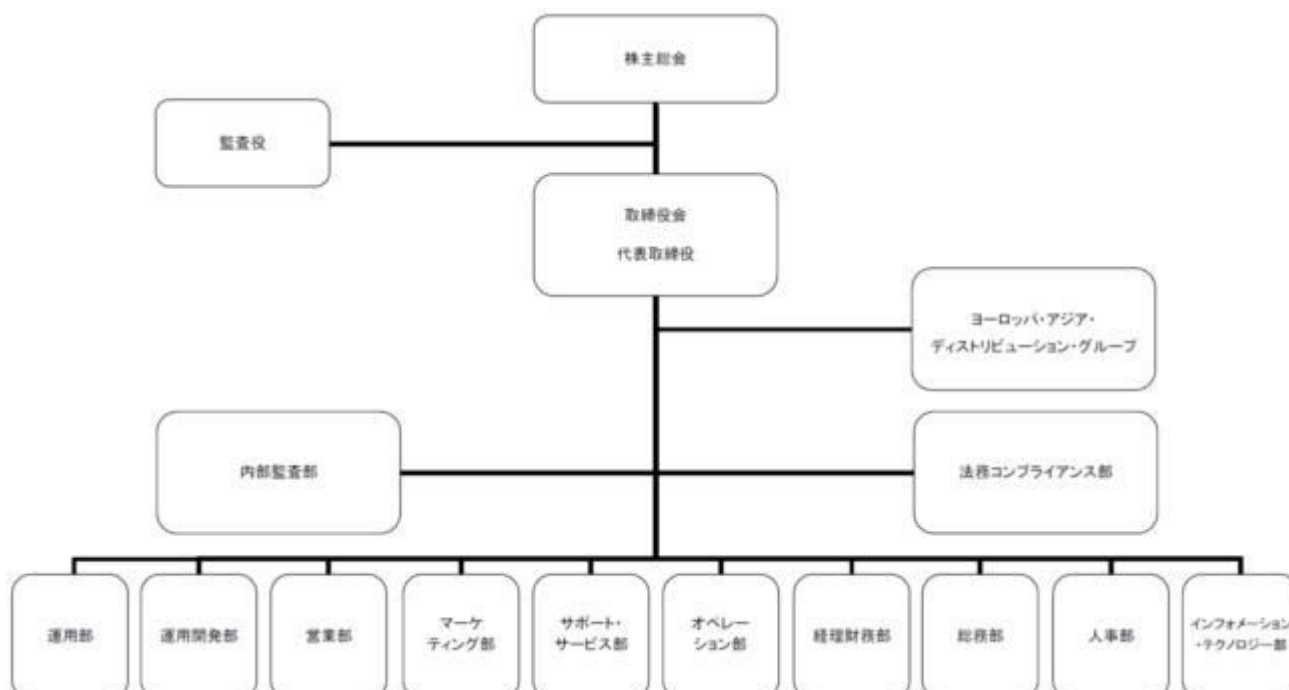 株主総会
監査役
取締役会
代表取締役
ヨーロッパ・アジア・
ディストリビューション・グループ
内部監査部
法務コンプライアンス部
運用部
運用開発部
営業部
マーケ
ティング部
サポート・
サービス部
オペレー
ション部
経理財務部
総務部
人事部
インフォメーション
・テクノロジー部